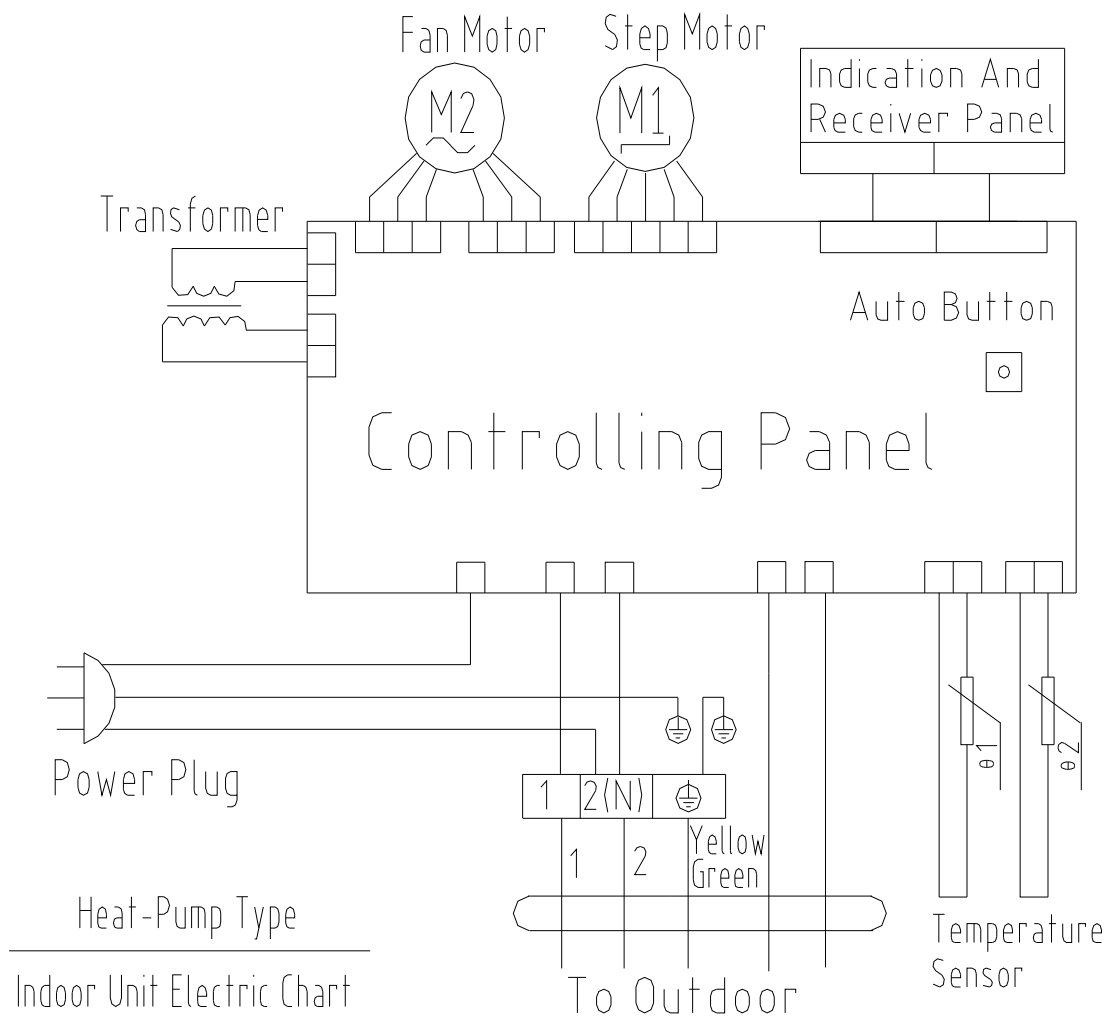 Fan Motor
Step Motor
M2
M1
Indication And
Receiver Panel
Transformer
Auto Button
Controlling Panel
Power Plug
θ1
θ2
1
2(N)
1
2
Yellow
Green
Heat-Pump Type
Indoor Unit Electric Chart
To Outdoor
Temperature
Sensor